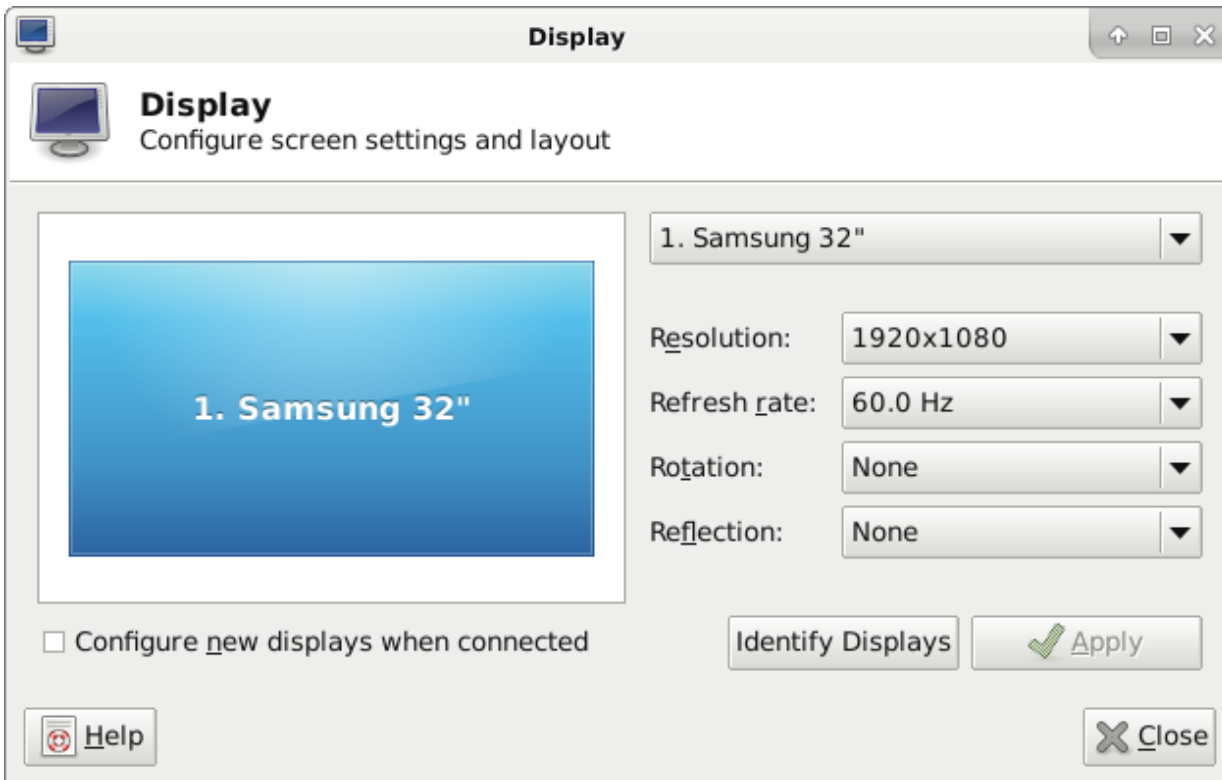 Display
Display
Configure screen settings and layout
1. Samsung 32"
1. Samsung 32"
Resolution: 1920x1080
Refresh rate: 60.0 Hz
Rotation: None
Reflection: None
Configure new displays when connected
Identify Displays
Apply
Help
Close